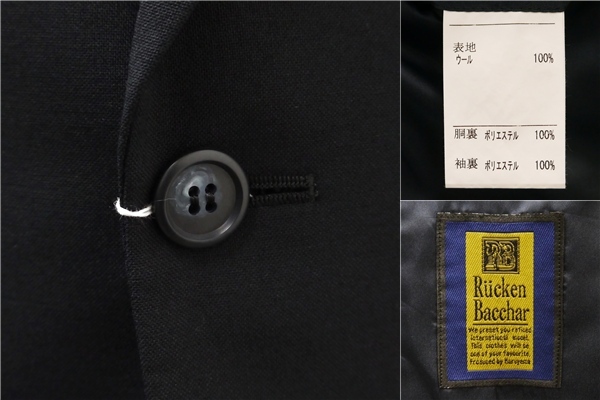 表地
ウール 100%
胴裏 ポリエステル 100%
袖裏 ポリエステル 100%
RB
Rücken
Bacchar
We preset you refined
international model.
This clothes will be
one of your favourite.
Produced by Haruyama